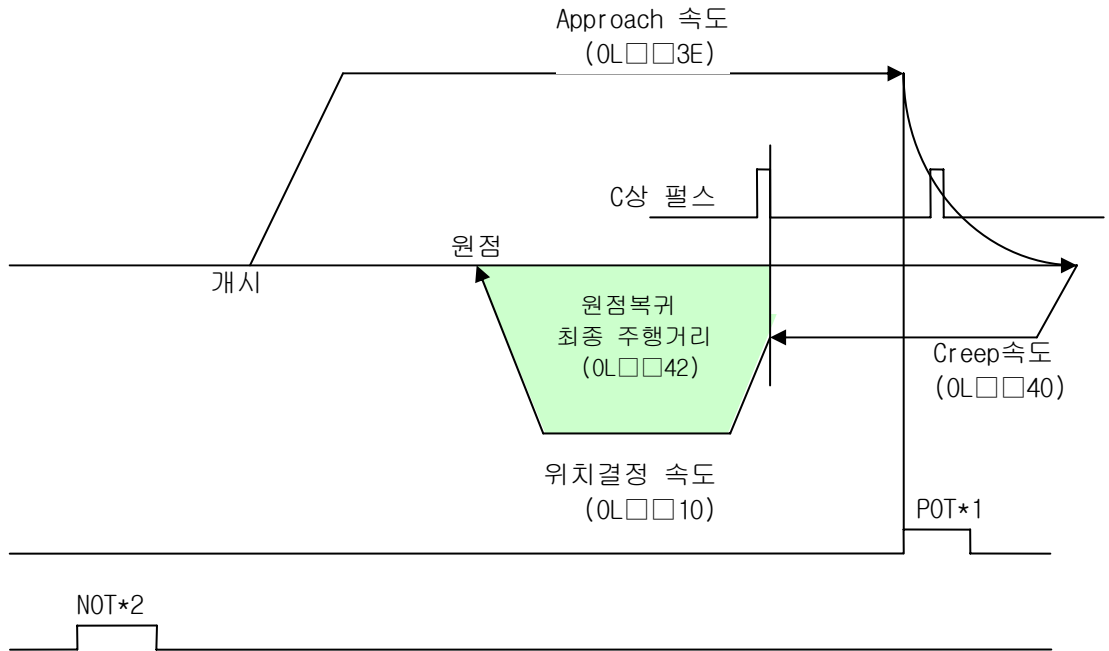 Approach 속도
(OL□□3E)
C상 펄스
원점
개시
원점복귀
최종 주행거리
(OL□□42)
Creep속도
(OL□□40)
위치결정 속도
(OL□□10)
POT*1
NOT*2